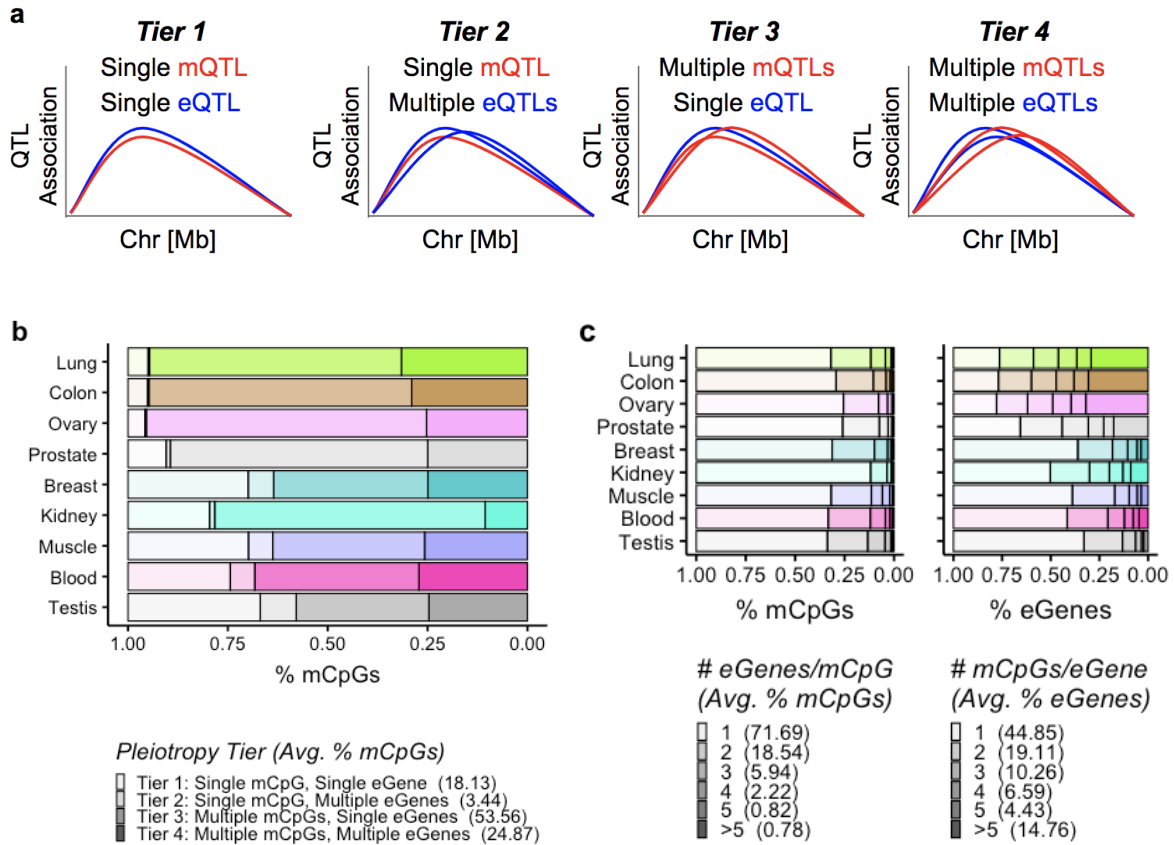 a
Tier 1
Single mQTL
Single eQTL
QTL
Association
Chr [Mb]
Tier 2
Single mQTL
Multiple eQTLs
QTL
Association
Chr [Mb]
Tier 3
Multiple mQTLs
Single eQTL
QTL
Association
Chr [Mb]
Tier 4
Multiple mQTLs
Multiple eQTLs
QTL
Association
Chr [Mb]
b
Lung
Colon
Ovary
Prostate
Breast
Kidney
Muscle
Blood
Testis
1.00 0.75 0.50 0.25 0.00
% mCpGs
Pleiotropy Tier (Avg. % mCpGs)
Tier 1: Single mCpG, Single eGene (18.13)
Tier 2: Single mCpG, Multiple eGenes (3.44)
Tier 3: Multiple mCpGs, Single eGenes (53.56)
Tier 4: Multiple mCpGs, Multiple eGenes (24.87)
c
Lung
Colon
Ovary
Prostate
Breast
Kidney
Muscle
Blood
Testis
1.00 0.75 0.50 0.25 0.00
% mCpGs
1.00 0.75 0.50 0.25 0.00
% eGenes
# eGenes/mCpG
(Avg. % mCpGs)
1 (71.69)
2 (18.54)
3 (5.94)
4 (2.22)
5 (0.82)
>5 (0.78)
# mCpGs/eGene
(Avg. % eGenes)
1 (44.85)
2 (19.11)
3 (10.26)
4 (6.59)
5 (4.43)
>5 (14.76)